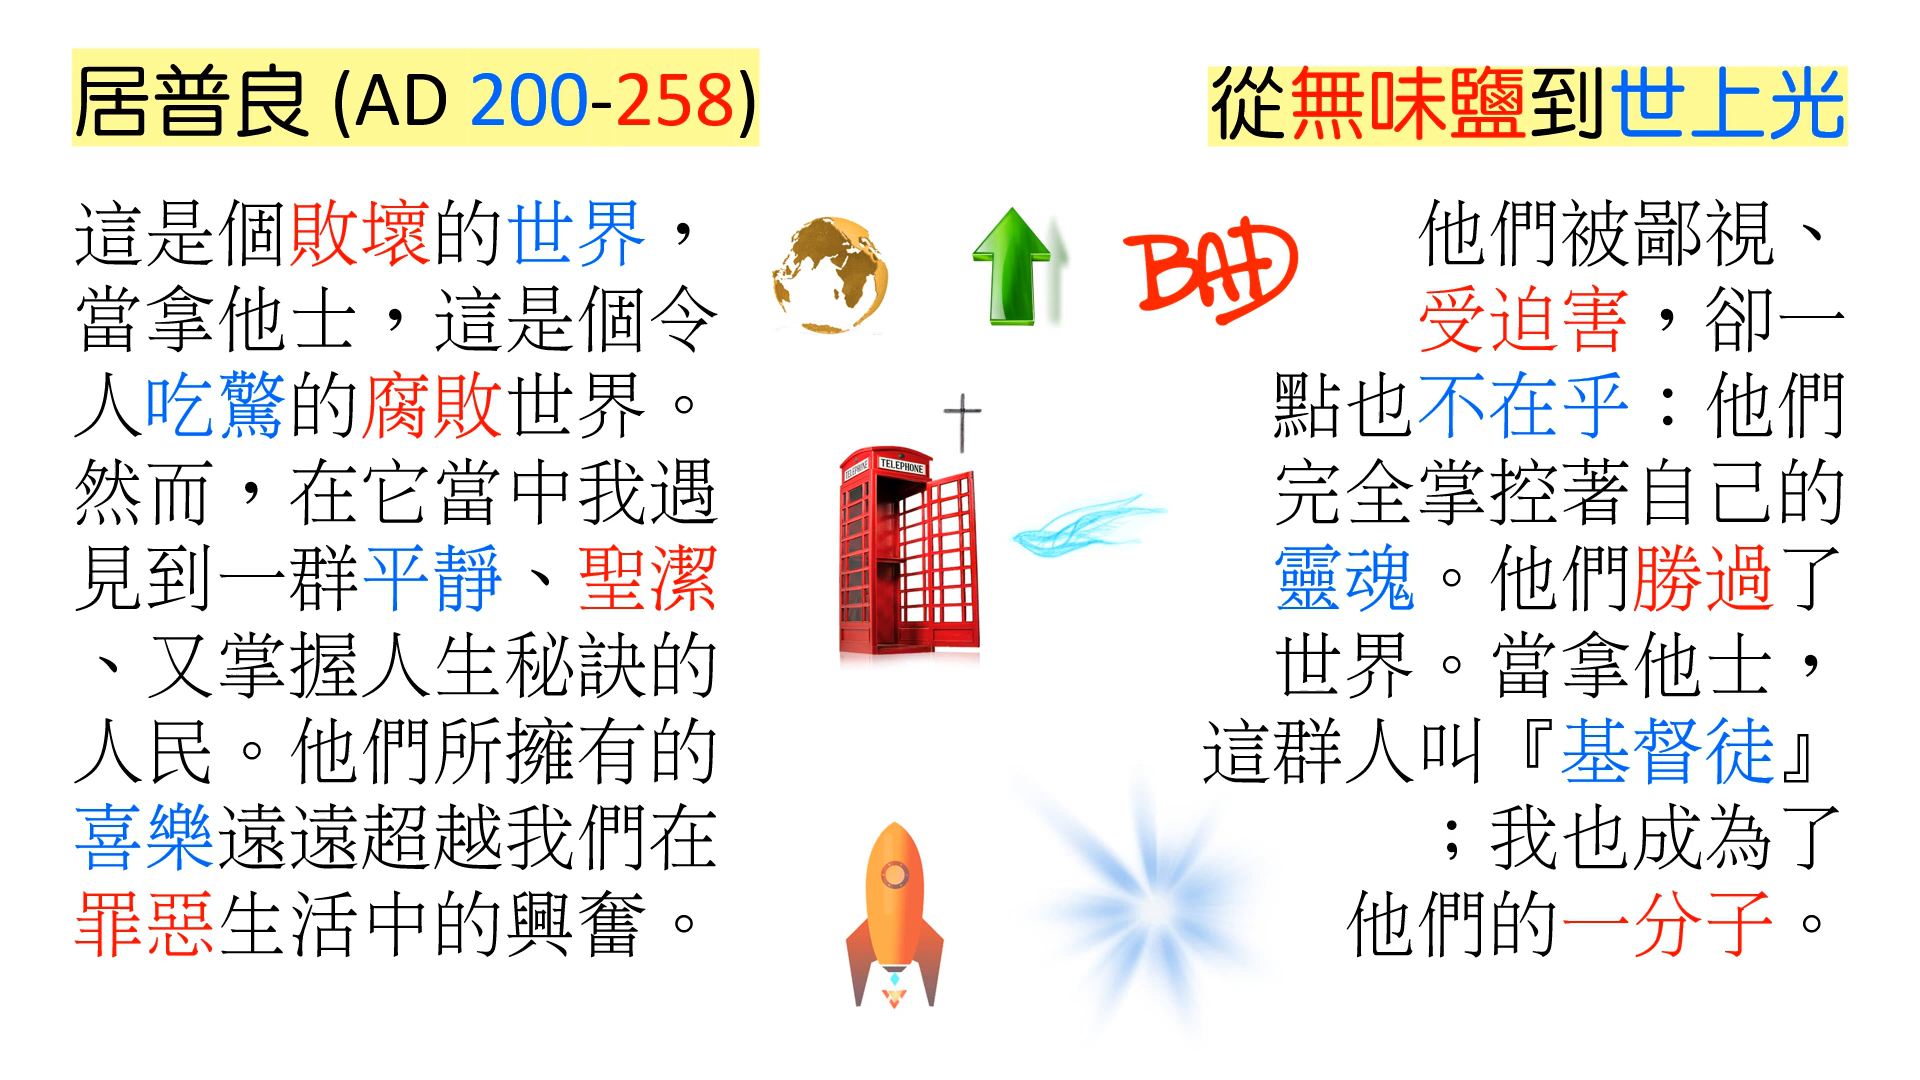 居普良 (AD 200-258)
從無味鹽到世上光
這是個敗壞的世界，
當拿他士，這是個令
人吃驚的腐敗世界。
然而，在它當中我遇
見到一群平靜、聖潔
、又掌握人生秘訣的
人民。他們所擁有的
喜樂遠遠超越我們在
罪惡生活中的興奮。
BAD
TELEPHONE
TELEPHONE
他們被鄙視、
受迫害，卻一
點也不在乎：他們
完全掌控著自己的
靈魂。他們勝過了
世界。當拿他士，
這群人叫『基督徒』
；我也成為了
他們的一分子。